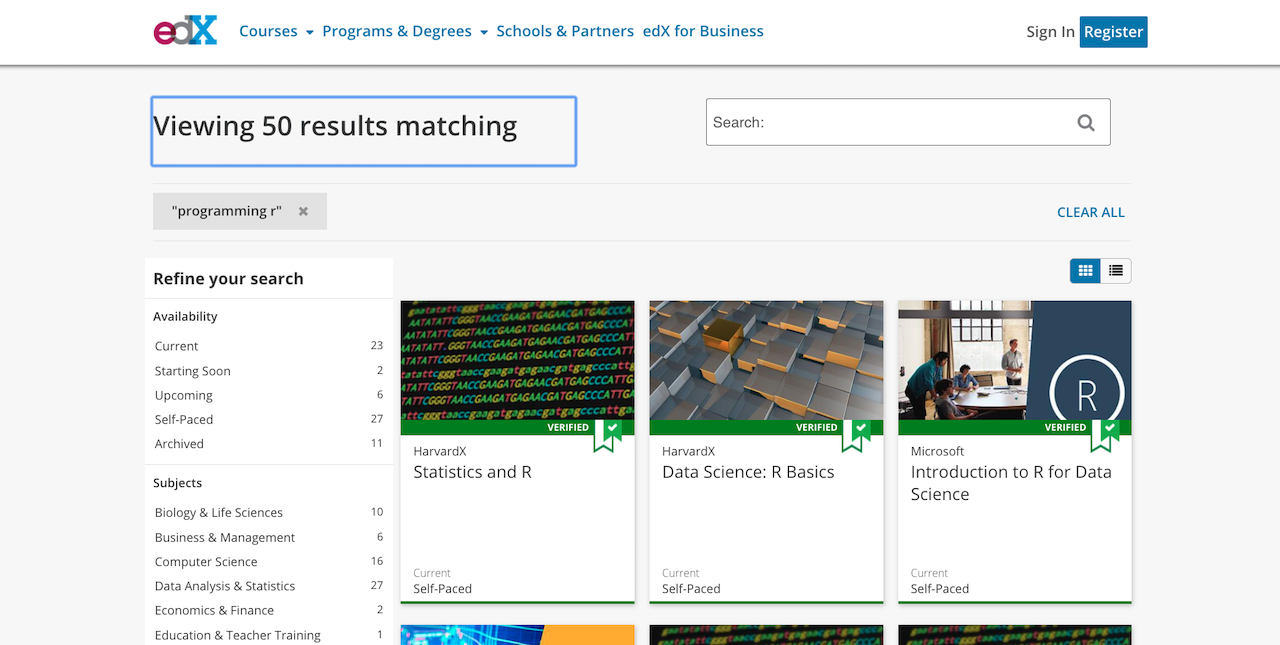 edX Courses Programs & Degrees Schools & Partners edX for Business Sign In Register
Viewing 50 results matching
Search:
"programming r"
CLEAR ALL
Refine your search
Availability
Current 23
Starting Soon 2
Upcoming 6
Self-Paced 27
Archived 11
Subjects
Biology & Life Sciences 10
Business & Management 6
Computer Science 16
Data Analysis & Statistics 27
Economics & Finance 2
Education & Teacher Training 1
VERIFIED
HarvardX
Statistics and R
Current
Self-Paced
VERIFIED
HarvardX
Data Science: R Basics
Current
Self-Paced
R
VERIFIED
Microsoft
Introduction to R for Data
Science
Current
Self-Paced